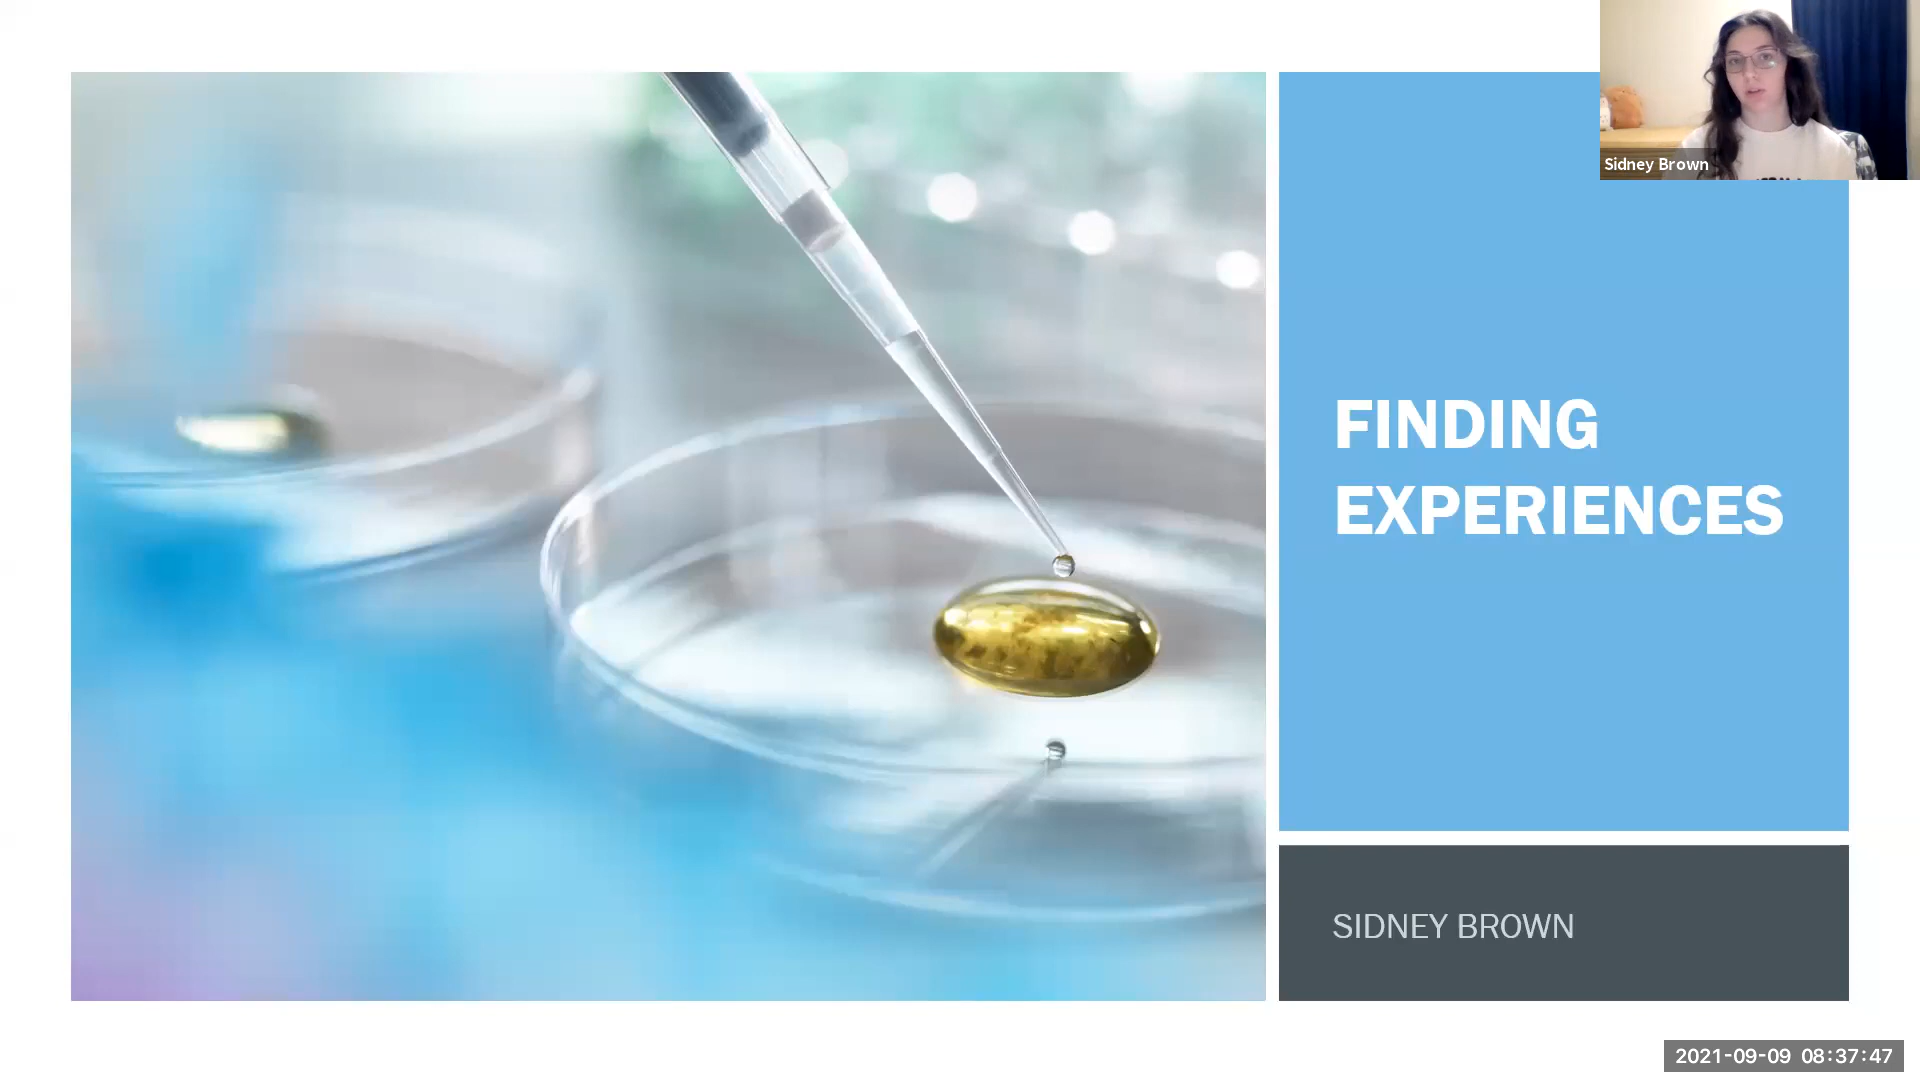 Sidney Brown
FINDING
EXPERIENCES
SIDNEY BROWN
2021-09-09 08:37:47